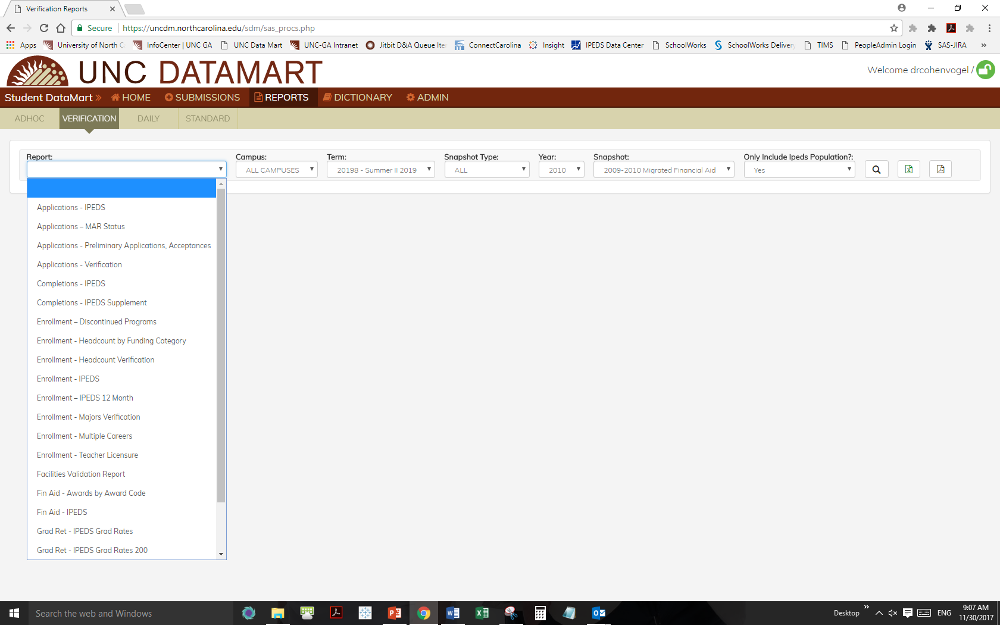 Verification Reports
Secure
https://uncdm.northcarolina.edu/sdm/sas_procs.php
Apps
University of North C
InfoCenter | UNC GA
UNC Data Mart
UNC-GA Intranet
Jitbit D&A Queue Ite
ConnectCarolina
Insight
IPEDS Data Center
SchoolWorks
SchoolWorks Delivery
TIMS
PeopleAdmin Login
SAS-JIRA
»
UNC DATAMART
Welcome drcohenvogel /
Student DataMart »
HOME
SUBMISSIONS
REPORTS
DICTIONARY
ADMIN
ADHOC
VERIFICATION
DAILY
STANDARD
Report:
Campus:
Term:
Snapshot Type:
Year:
Snapshot:
Only Include Ipeds Population?:
ALL CAMPUSES
20198 - Summer II 2019
ALL
2010
2009-2010 Migrated Financial Aid
Yes
Applications - IPEDS
Applications – MAR Status
Applications - Preliminary Applications, Acceptances
Applications - Verification
Completions - IPEDS
Completions - IPEDS Supplement
Enrollment – Discontinued Programs
Enrollment - Headcount by Funding Category
Enrollment - Headcount Verification
Enrollment - IPEDS
Enrollment – IPEDS 12 Month
Enrollment - Majors Verification
Enrollment - Multiple Careers
Enrollment - Teacher Licensure
Facilities Validation Report
Fin Aid - Awards by Award Code
Fin Aid - IPEDS
Grad Ret - IPEDS Grad Rates
Grad Ret - IPEDS Grad Rates 200
Search the web and Windows
Desktop
»
ENG
9:07 AM
11/30/2017